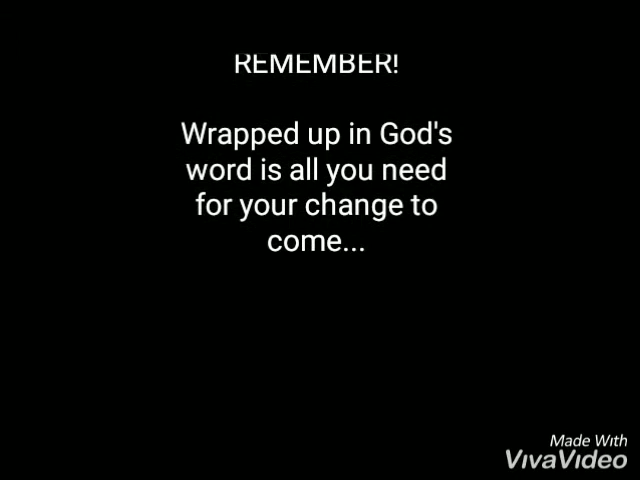 REMEMBER!
Wrapped up in God's
word is all you need
for your change to
come...
Made With
VivaVideo